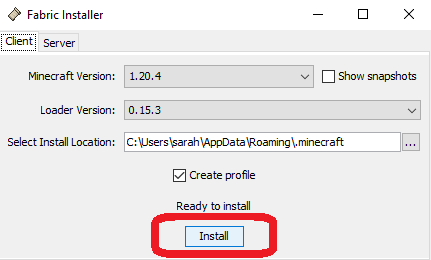 Fabric Installer
Client Server
Minecraft Version: 1.20.4 Show snapshots
Loader Version: 0.15.3
Select Install Location: C:\Users\sarah\AppData\Roaming\.minecraft ...
Create profile
Ready to install
Install